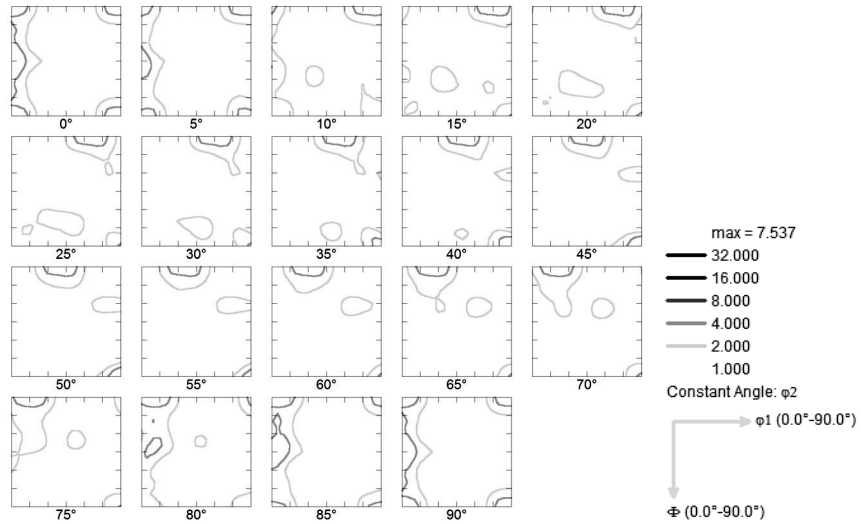 0° 5° 10° 15° 20°
25° 30° 35° 40° 45°
50° 55° 60° 65° 70°
75° 80° 85° 90°
max = 7.537
32.000
16.000
8.000
4.000
2.000
1.000
Constant Angle: φ2
φ1 (0.0°-90.0°)
Φ (0.0°-90.0°)